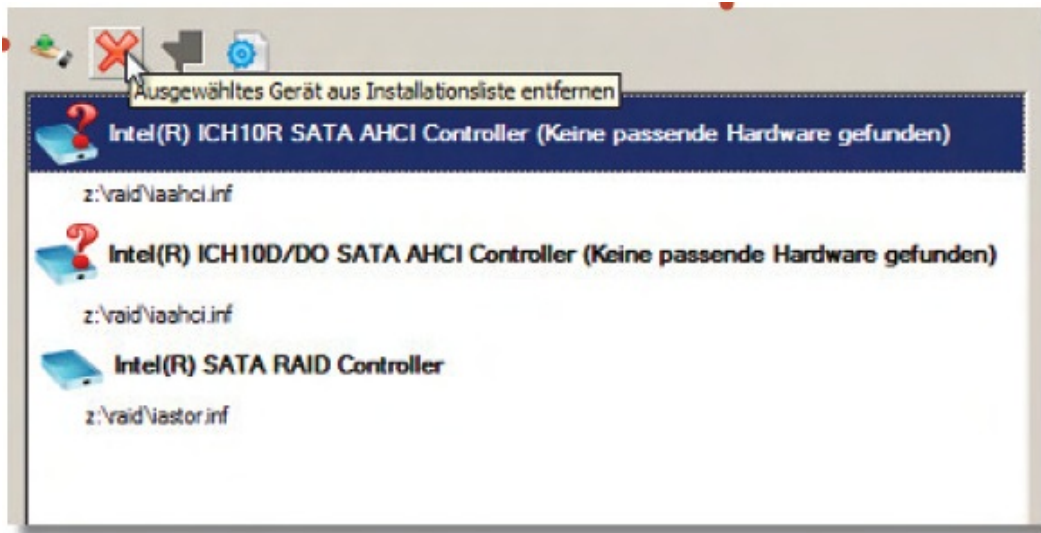 Ausgewähltes Gerät aus Installationsliste entfernen
Intel(R) ICH10R SATA AHCI Controller (Keine passende Hardware gefunden)
z:\raid\iaahci.inf
Intel(R) ICH10D/DO SATA AHCI Controller (Keine passende Hardware gefunden)
z:\raid\iaahci.inf
Intel(R) SATA RAID Controller
z:\raid\iastor.inf